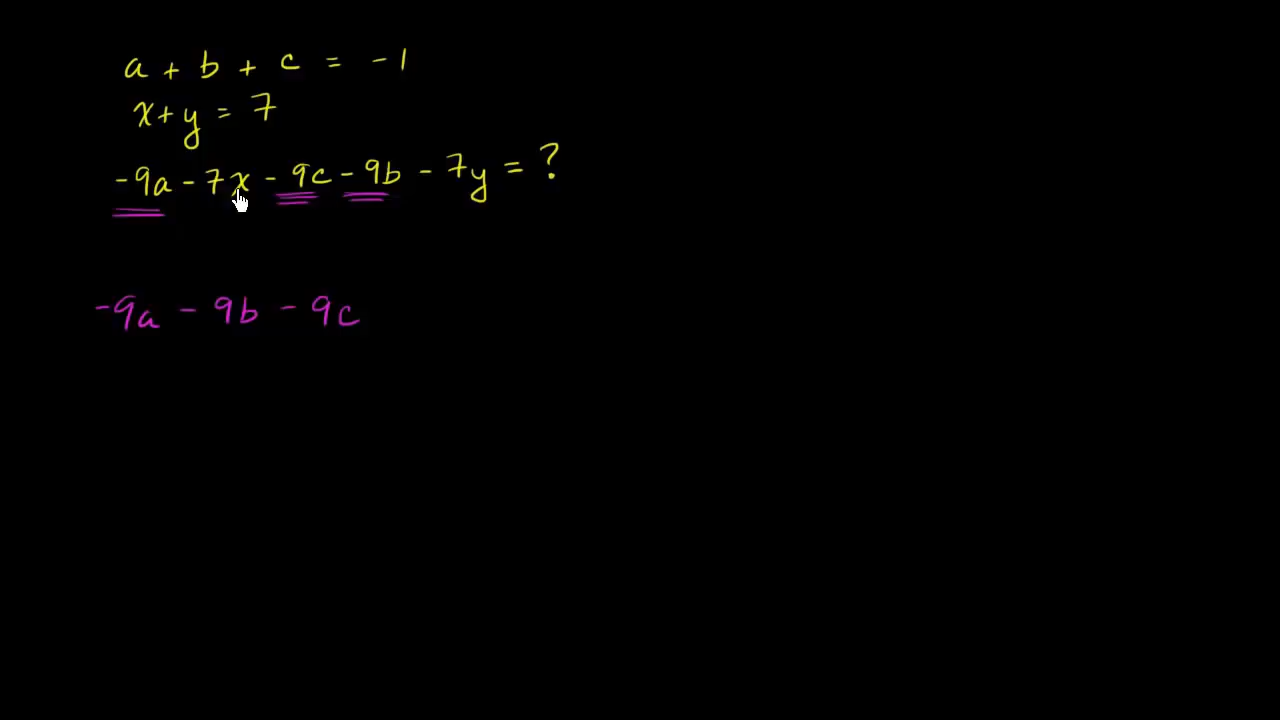 a + b + c = -1
x+y = 7
-9a - 7x - 9c - 9b - 7y = ?
-9a - 9b - 9c